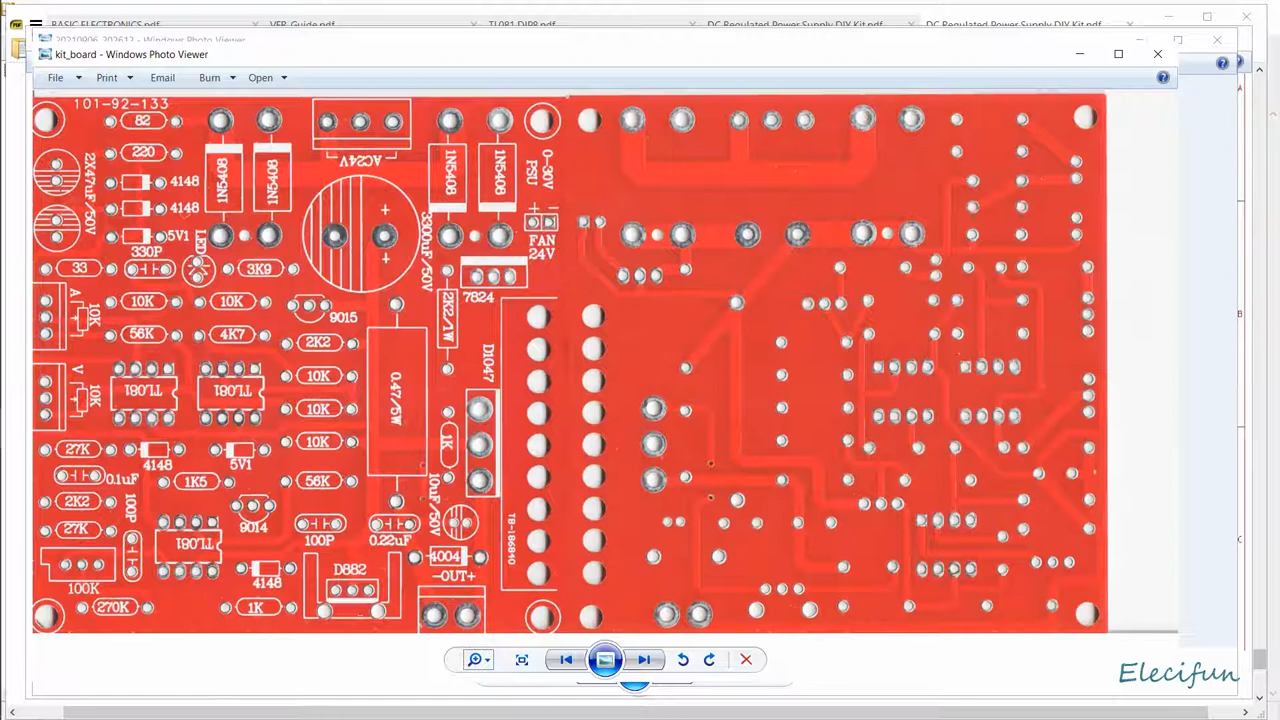 BASIC ELECTRONICS.pdf
VFR_Guide.pdf
TL081 DIP8.pdf
DC Regulated Power Supply DIY Kit.pdf
DC Regulated Power Supply DIY Kit.pdf
20210906_202612 - Windows Photo Viewer
kit_board - Windows Photo Viewer
File
Print
Email
Burn
Open
101-92-133
82
220
4148
4148
5V1
2X47uF/50V
330P
LED
33
3K9
1N5408
1N5408
AC24V
1N5408
1N5408
0-30V
PSU
+ -
FAN
24V
+
+
3300uF/50V
7824
A
10K
10K
10K
9015
56K
4K7
2K2
2K2/1W
V
10K
TL081
TL081
10K
10K
10K
0.47/5W
D1047
27K
4148
5V1
1K
0.1uF
1K5
56K
2K2
100P
9014
10uF/50V
27K
100P
0.22uF
TL081
TB-186840
100K
4148
D882
4004
-OUT+
270K
1K
A
B
C
Elecifun